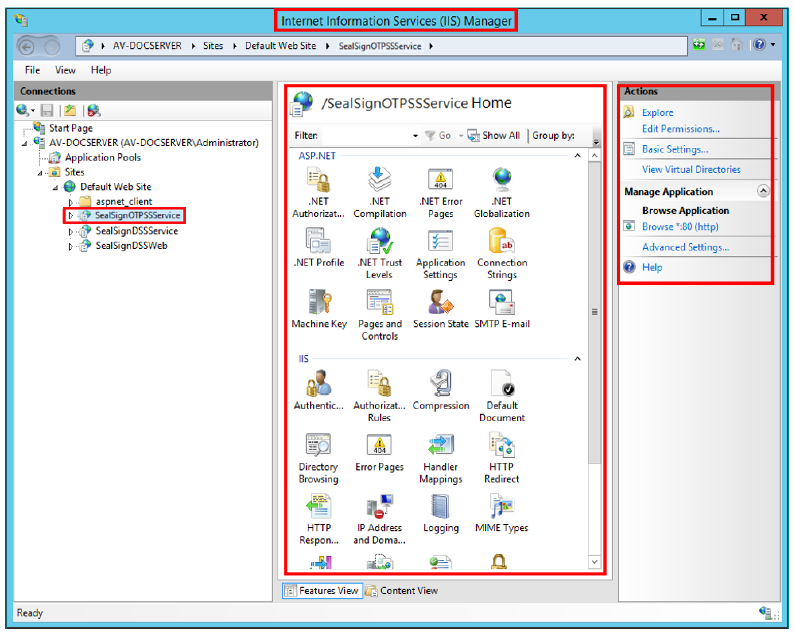 Internet Information Services (IIS) Manager
AV-DOCSERVER
Sites
Default Web Site
SealSignOTPSSService
File View Help
Connections
Start Page
AV-DOCSERVER (AV-DOCSERVER\Administrator)
Application Pools
Sites
Default Web Site
aspnet_client
SealSignOTPSSService
SealSignDSSService
SealSignDSSWeb
/SealSignOTPSSService Home
Filter: Go Show All Group by:
ASP.NET
.NET Authorizat...
.NET Compilation
.NET Error Pages
.NET Globalization
.NET Profile
.NET Trust Levels
Application Settings
Connection Strings
Machine Key
Pages and Controls
Session State
SMTP E-mail
IIS
Authentic...
Authorizat... Rules
Compression
Default Document
Directory Browsing
Error Pages
Handler Mappings
HTTP Redirect
HTTP Respon...
IP Address and Doma...
Logging
MIME Types
Features View
Content View
Actions
Explore
Edit Permissions...
Basic Settings...
View Virtual Directories
Manage Application
Browse Application
Browse *:80 (http)
Advanced Settings...
Help
Ready